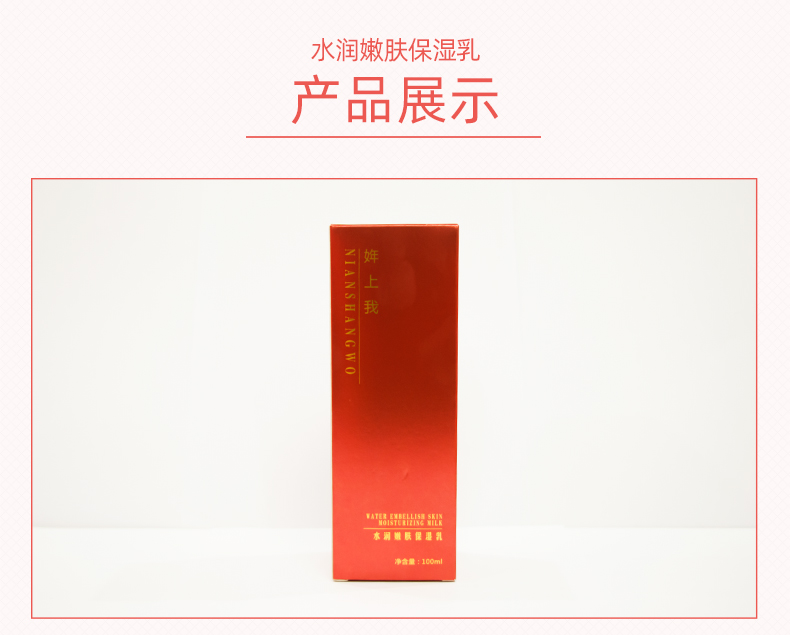 水润嫩肤保湿乳
产品展示
NIANSHANGWO
姩上我
WATER EMBELLISH SKIN
MOISTURIZING MILK
水润嫩肤保湿乳
净含量：100ml